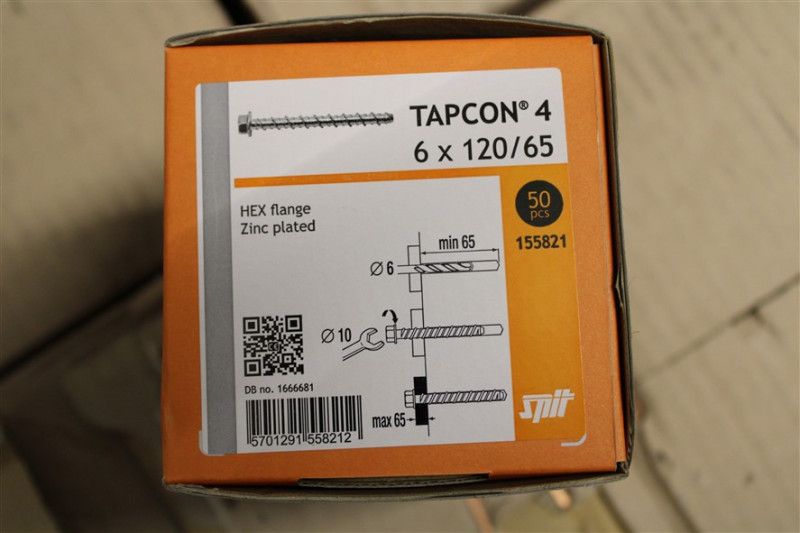 TAPCON® 4
6 x 120/65
50
pcs
155821
HEX flange
Zinc plated
min 65
Ø 6
Ø 10
max 65
DB no. 1666681
5701291 558212
spit